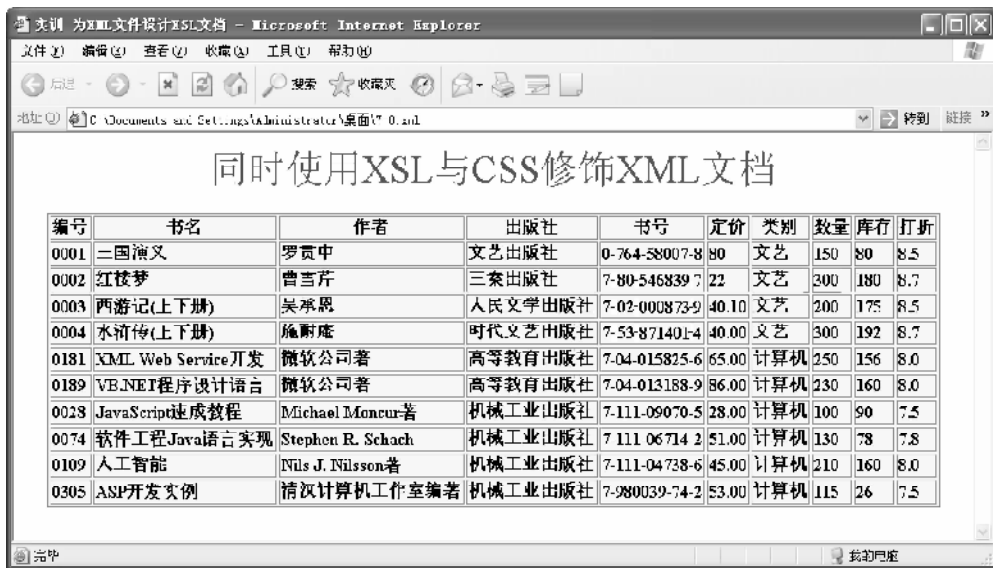 实训 为XML文件设计XSL文档 - Microsoft Internet Explorer
文件(F) 编辑(E) 查看(V) 收藏(A) 工具(T) 帮助(H)
后退 搜索 收藏夹
地址(D) C:\Documents and Settings\Administrator\桌面\ 转到 链接 »
同时使用XSL与CSS修饰XML文档
编号 书名 作者 出版社 书号 定价 类别 数量 库存 打折
0001 三国演义 罗贯中 文艺出版社 0-764-58007-8 80 文艺 150 80 8.5
0002 红楼梦 曹雪芹 三秦出版社 7-80-546839-7 22 文艺 300 180 8.7
0003 西游记(上下册) 吴承恩 人民文学出版社 7-02-000873-9 40.10 文艺 200 175 8.5
0004 水浒传(上下册) 施耐庵 时代文艺出版社 7-53-871401-4 40.00 文艺 300 192 8.7
0181 XML Web Service开发 微软公司著 高等教育出版社 7-04-015825-6 65.00 计算机 250 156 8.0
0189 VB.NET程序设计语言 微软公司著 高等教育出版社 7-04-013188-9 86.00 计算机 230 160 8.0
0028 JavaScript速成教程 Michael Moncur著 机械工业出版社 7-111-09070-5 28.00 计算机 100 90 7.5
0074 软件工程Java语言实现 Stephen R. Schach 机械工业出版社 7-111-06714-2 51.00 计算机 130 78 7.8
0109 人工智能 Nils J. Nilsson著 机械工业出版社 7-111-04738-6 45.00 计算机 210 160 8.0
0305 ASP开发实例 清汉计算机工作室编著 机械工业出版社 7-980039-74-2 53.00 计算机 115 26 7.5
完毕 我的电脑